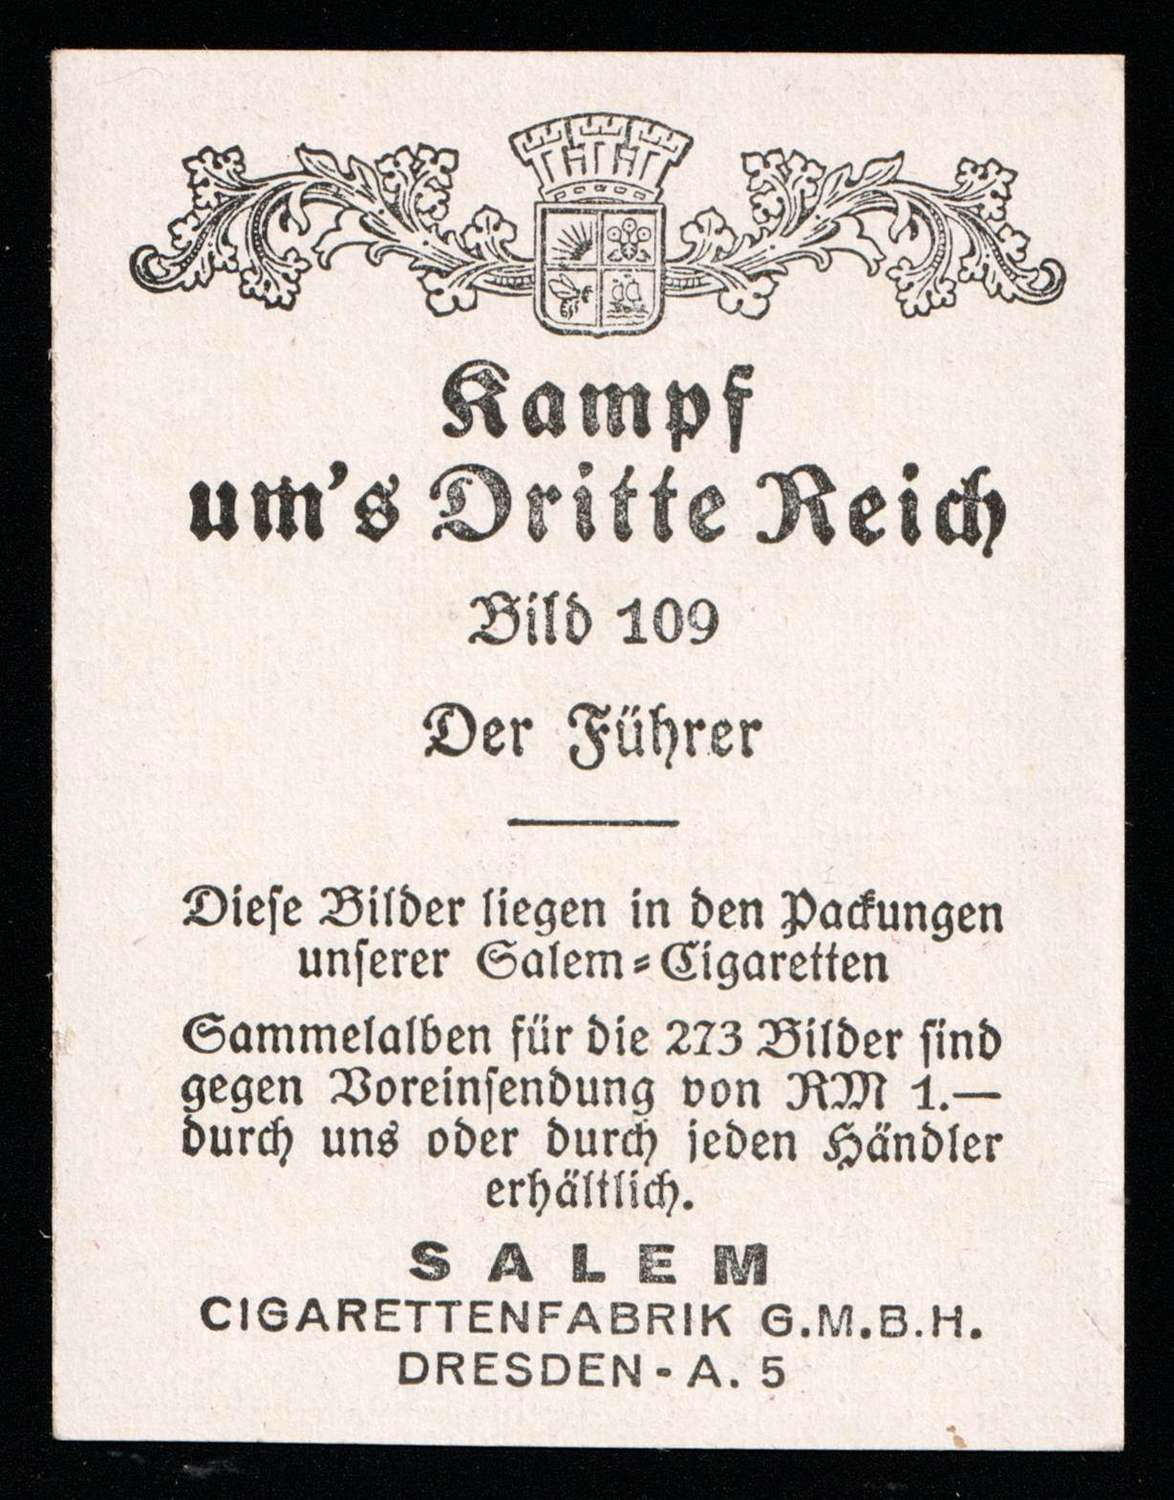 Kampf
um's Dritte Reich
Bild 109
Der Führer
Diese Bilder liegen in den Packungen
unserer Salem-Cigaretten
Sammelalben für die 273 Bilder sind
gegen Voreinsendung von RM 1.—
durch uns oder durch jeden Händler
erhältlich.
SALEM
CIGARETTENFABRIK G.M.B.H.
DRESDEN-A. 5